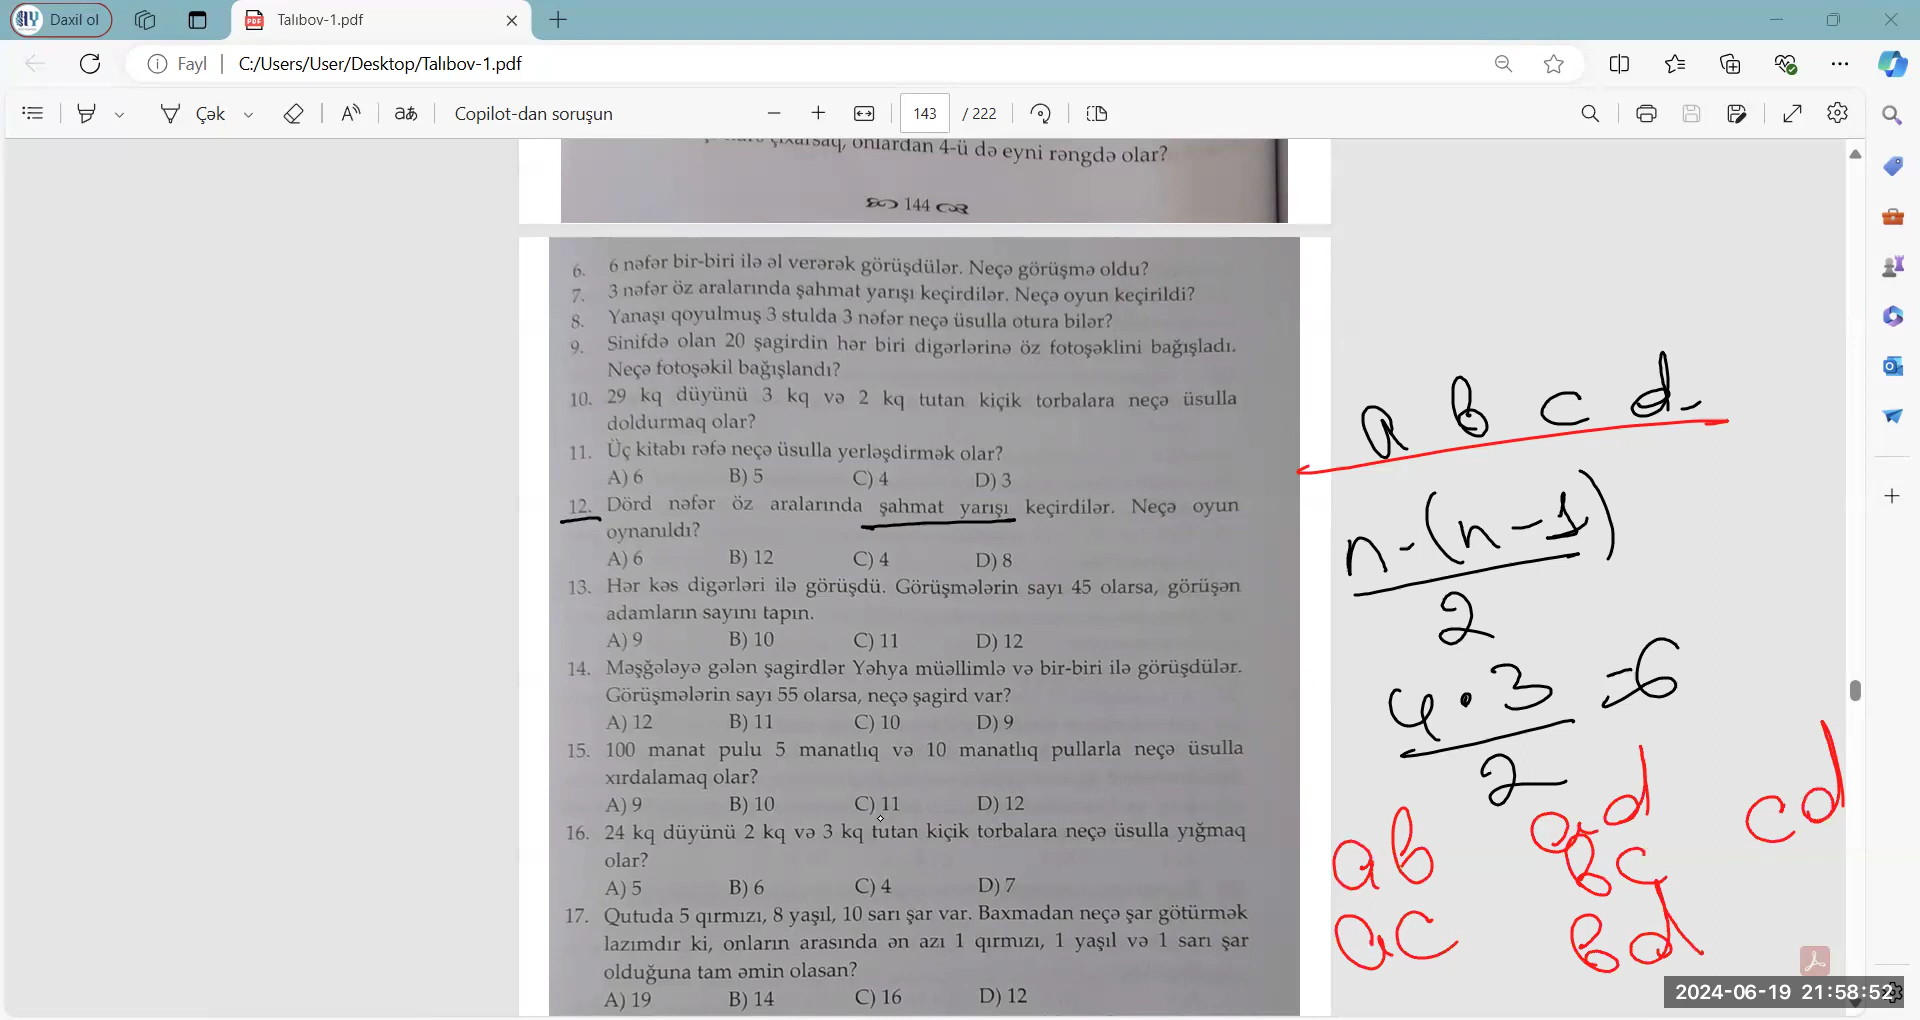 Daxil ol
Talıbov-1.pdf
Fayl
C:/Users/User/Desktop/Talıbov-1.pdf
Çək
aあ
Copilot-dan soruşun
143
/ 222
çıxarsaq, onlardan 4-ü də eyni rəngdə olar?
144
6. 6 nəfər bir-biri ilə əl verərək görüşdülər. Neçə görüşmə oldu?
7. 3 nəfər öz aralarında şahmat yarışı keçirdilər. Neçə oyun keçirildi?
8. Yanaşı qoyulmuş 3 stulda 3 nəfər neçə üsulla otura bilər?
9. Sinifdə olan 20 şagirdin hər biri digərlərinə öz fotoşəklini bağışladı.
Neçə fotoşəkil bağışlandı?
10. 29 kq düyünü 3 kq və 2 kq tutan kiçik torbalara neçə üsulla
doldurmaq olar?
11. Üç kitabı rəfə neçə üsulla yerləşdirmək olar?
A) 6 B) 5 C) 4 D) 3
12. Dörd nəfər öz aralarında şahmat yarışı keçirdilər. Neçə oyun
oynanıldı?
A) 6 B) 12 C) 4 D) 8
13. Hər kəs digərləri ilə görüşdü. Görüşmələrin sayı 45 olarsa, görüşən
adamların sayını tapın.
A) 9 B) 10 C) 11 D) 12
14. Məşğələyə gələn şagirdlər Yəhya müəllimlə və bir-biri ilə görüşdülər.
Görüşmələrin sayı 55 olarsa, neçə şagird var?
A) 12 B) 11 C) 10 D) 9
15. 100 manat pulu 5 manatlıq və 10 manatlıq pullarla neçə üsulla
xırdalamaq olar?
A) 9 B) 10 C) 11 D) 12
16. 24 kq düyünü 2 kq və 3 kq tutan kiçik torbalara neçə üsulla yığmaq
olar?
A) 5 B) 6 C) 4 D) 7
17. Qutuda 5 qırmızı, 8 yaşıl, 10 sarı şar var. Baxmadan neçə şar götürmək
lazımdır ki, onların arasında ən azı 1 qırmızı, 1 yaşıl və 1 sarı şar
olduğuna tam əmin olasan?
A) 19 B) 14 C) 16 D) 12
a b c d
n·(n-1)
2
4·3 =6
2
ab ad cd
bc
ac bd
2024-06-19 21:58:52